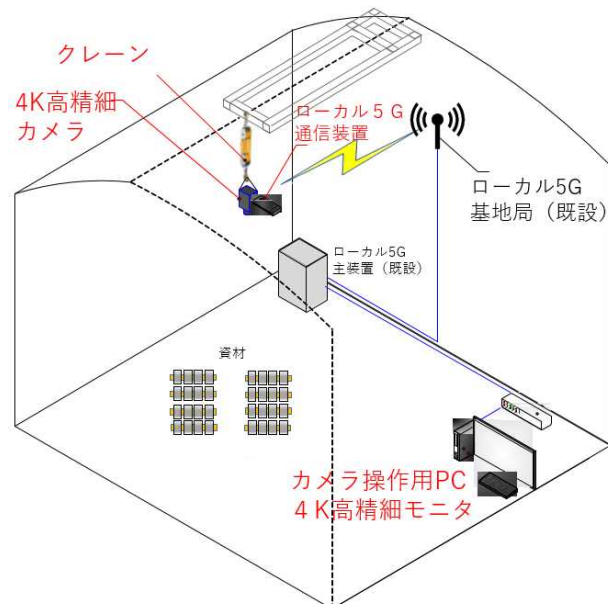 クレーン
4K高精細
カメラ
ローカル５G
通信装置
ローカル5G
基地局（既設）
ローカル5G
主装置（既設）
資材
カメラ操作用PC
４K高精細モニタ